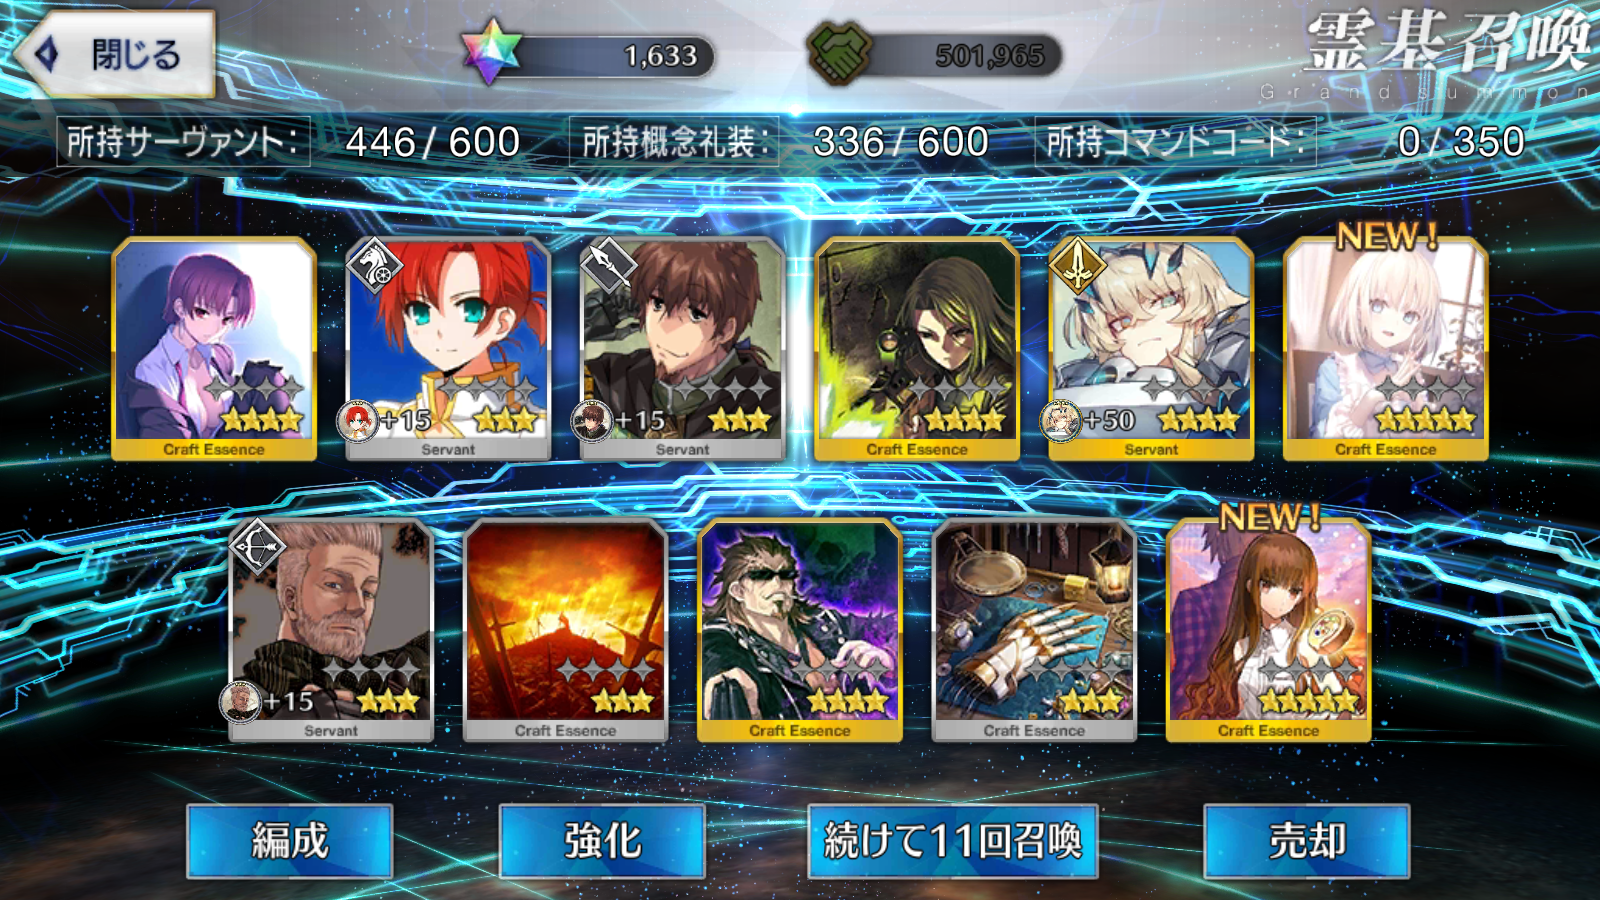 閉じる
1,633
501,965
霊基召喚
Grand summon
所持サーヴァント: 446 / 600
所持概念礼装: 336 / 600
所持コマンドコード: 0 / 350
NEW!
+15
+15
+50
Craft Essence
Servant
Servant
Craft Essence
Servant
Craft Essence
NEW!
+15
Servant
Craft Essence
Craft Essence
Craft Essence
Craft Essence
編成
強化
続けて11回召喚
売却